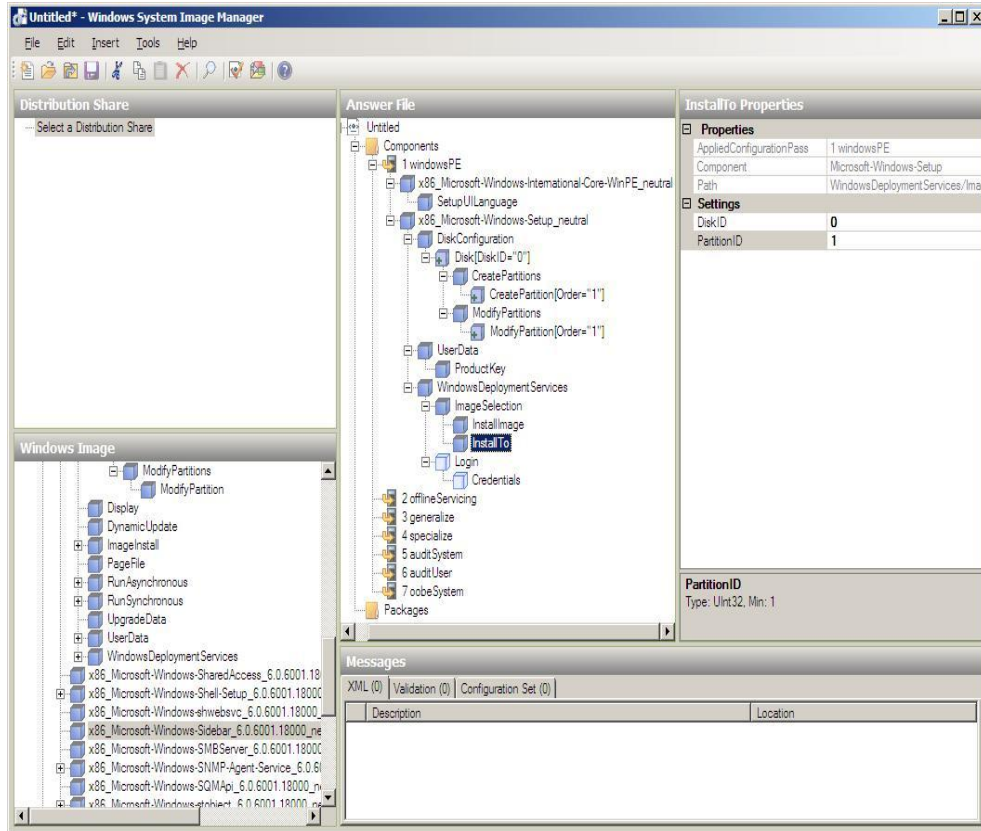 Untitled* - Windows System Image Manager
File Edit Insert Tools Help
Distribution Share
Select a Distribution Share
Windows Image
ModifyPartitions
ModifyPartition
Display
DynamicUpdate
ImageInstall
PageFile
RunAsynchronous
RunSynchronous
UpgradeData
UserData
WindowsDeploymentServices
x86_Microsoft-Windows-SharedAccess_6.0.6001.18
x86_Microsoft-Windows-Shell-Setup_6.0.6001.18000
x86_Microsoft-Windows-shwebsvc_6.0.6001.18000_
x86_Microsoft-Windows-Sidebar_6.0.6001.18000_ne
x86_Microsoft-Windows-SMBServer_6.0.6001.18000
x86_Microsoft-Windows-SNMP-Agent-Service_6.0.6
x86_Microsoft-Windows-SQMApi_6.0.6001.18000_n
x86_Microsoft-Windows-stobject_6.0.6001.18000_ne
Answer File
Untitled
Components
1 windowsPE
x86_Microsoft-Windows-International-Core-WinPE_neutral
SetupUILanguage
x86_Microsoft-Windows-Setup_neutral
DiskConfiguration
Disk[DiskID="0"]
CreatePartitions
CreatePartition[Order="1"]
ModifyPartitions
ModifyPartition[Order="1"]
UserData
ProductKey
WindowsDeploymentServices
ImageSelection
InstallImage
InstallTo
Login
Credentials
2 offlineServicing
3 generalize
4 specialize
5 auditSystem
6 auditUser
7 oobeSystem
Packages
InstallTo Properties
Properties
AppliedConfigurationPass 1 windowsPE
Component Microsoft-Windows-Setup
Path WindowsDeploymentServices/Ima
Settings
DiskID 0
PartitionID 1
PartitionID
Type: UInt32, Min: 1
Messages
XML (0) Validation (0) Configuration Set (0)
Description Location